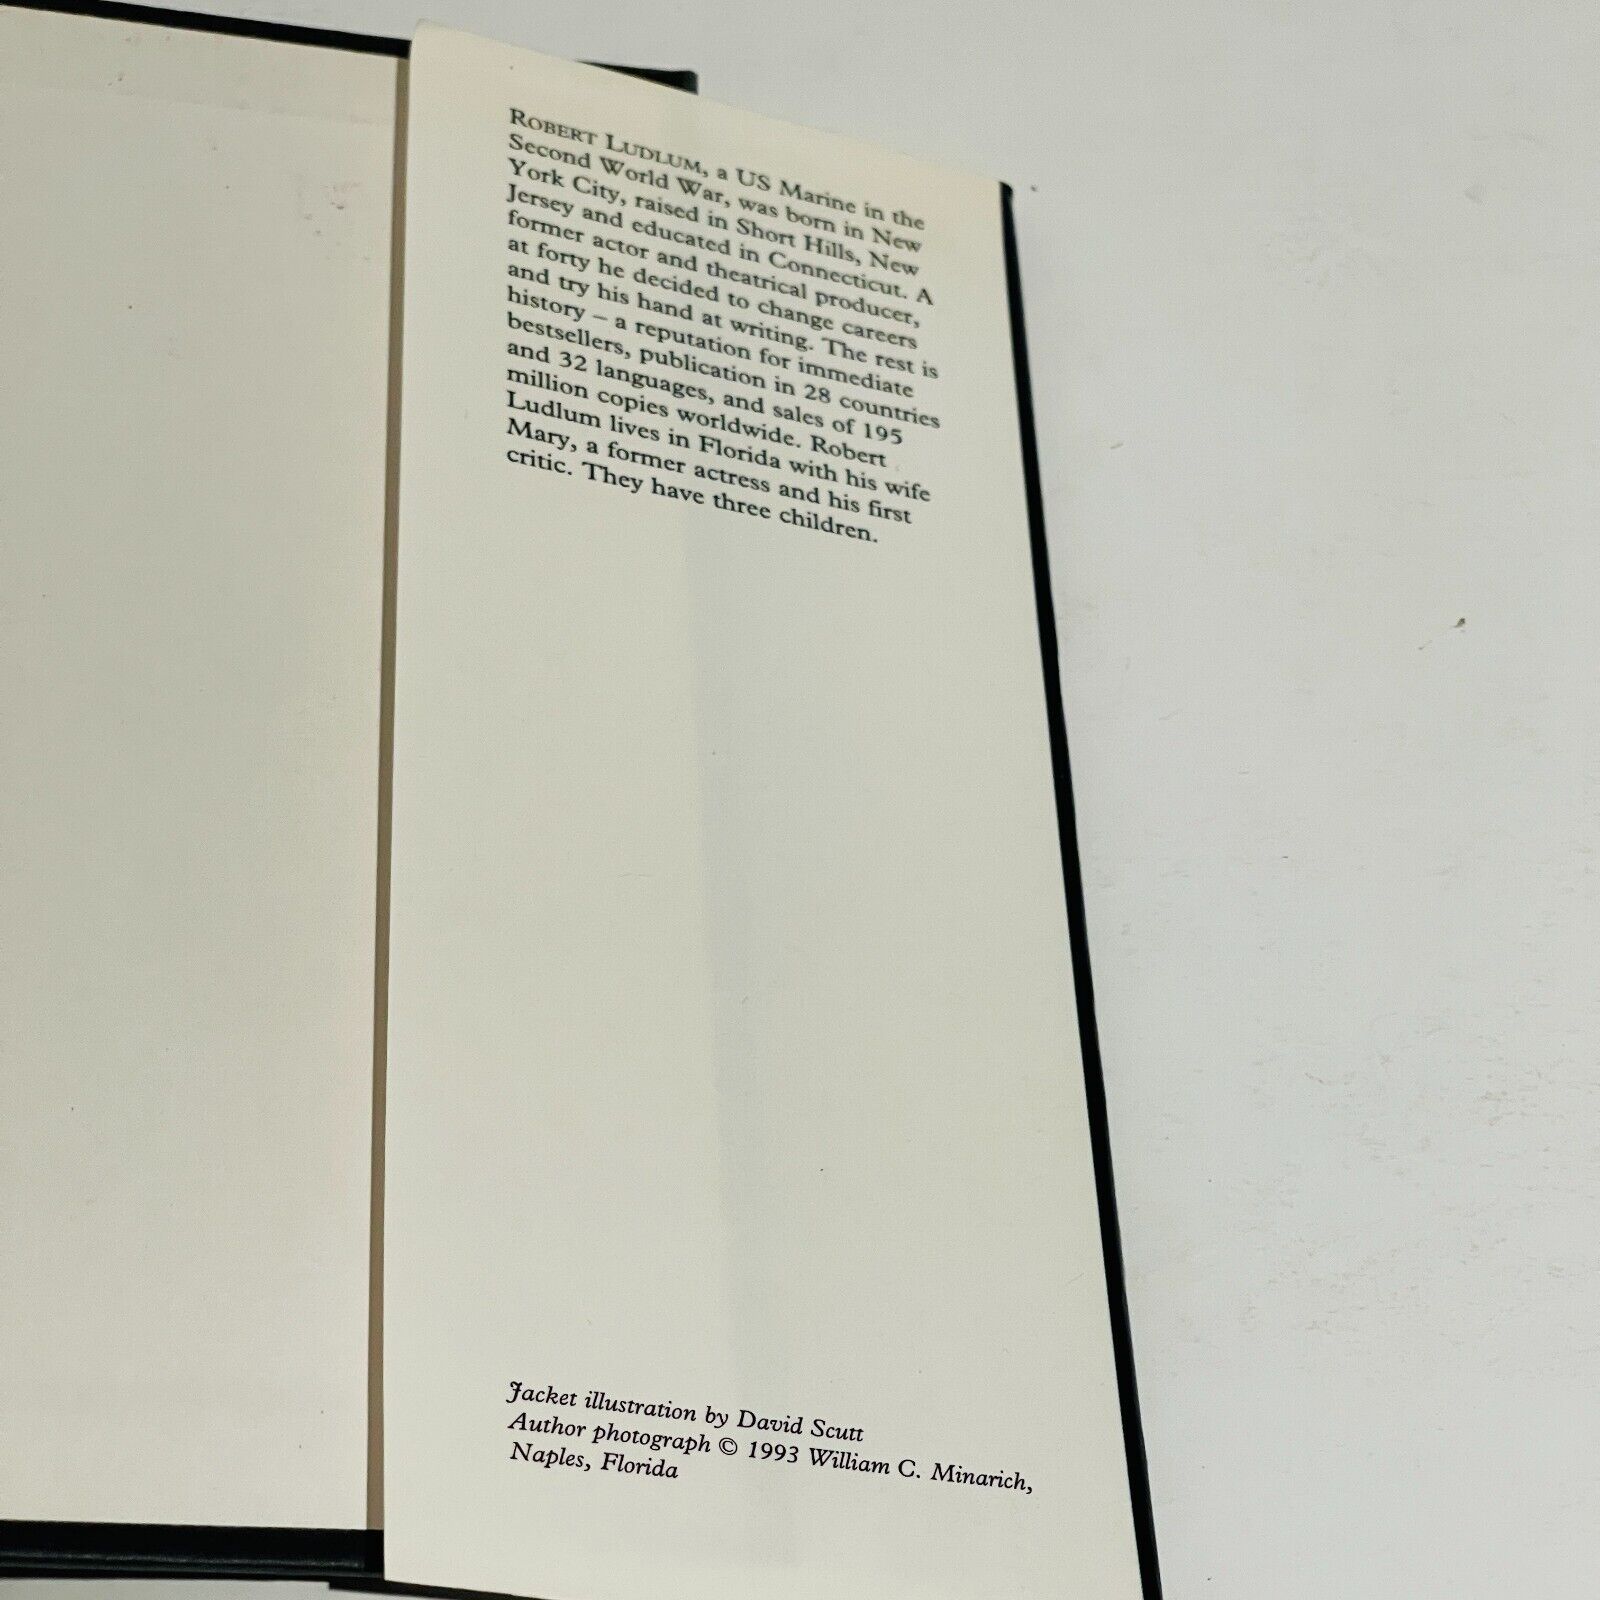 ROBERT LUDLUM, a US Marine in the
Second World War, was born in New
York City, raised in Short Hills, New
Jersey and educated in Connecticut. A
former actor and theatrical producer,
at forty he decided to change careers
and try his hand at writing. The rest is
history – a reputation for immediate
bestsellers, publication in 28 countries
and 32 languages, and sales of 195
million copies worldwide. Robert
Ludlum lives in Florida with his wife
Mary, a former actress and his first
critic. They have three children.
Jacket illustration by David Scutt
Author photograph © 1993 William C. Minarich,
Naples, Florida